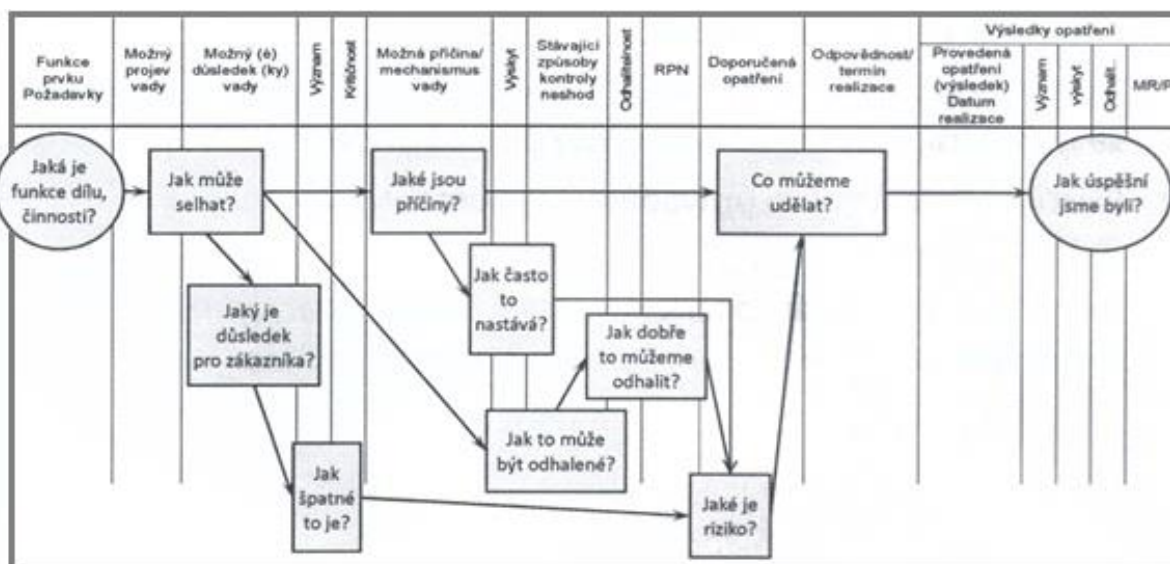 Funkce
prvku
Požadavky
Možný
projev
vady
Možný (é)
důsledek (ky)
vady
Význam
Kritičnost
Možná příčina/
mechanismus
vady
Výskyt
Stávající
způsoby
kontroly
neshod
Odhalitelnost
RPN
Doporučená
opatření
Odpovědnost/
termín
realizace
Výsledky opatření
Provedená
opatření
(výsledek)
Datum
realizace
Význam
výskyt
Odhalit.
MR/P
Jaká je
funkce dílu,
činnosti?
Jak může
selhat?
Jaké jsou
příčiny?
Co můžeme
udělat?
Jak úspěšní
jsme byli?
Jak často
to
nastává?
Jaký je
důsledek
pro zákazníka?
Jak dobře
to můžeme
odhalit?
Jak to může
být odhalené?
Jak
špatné
to je?
Jaké je
riziko?